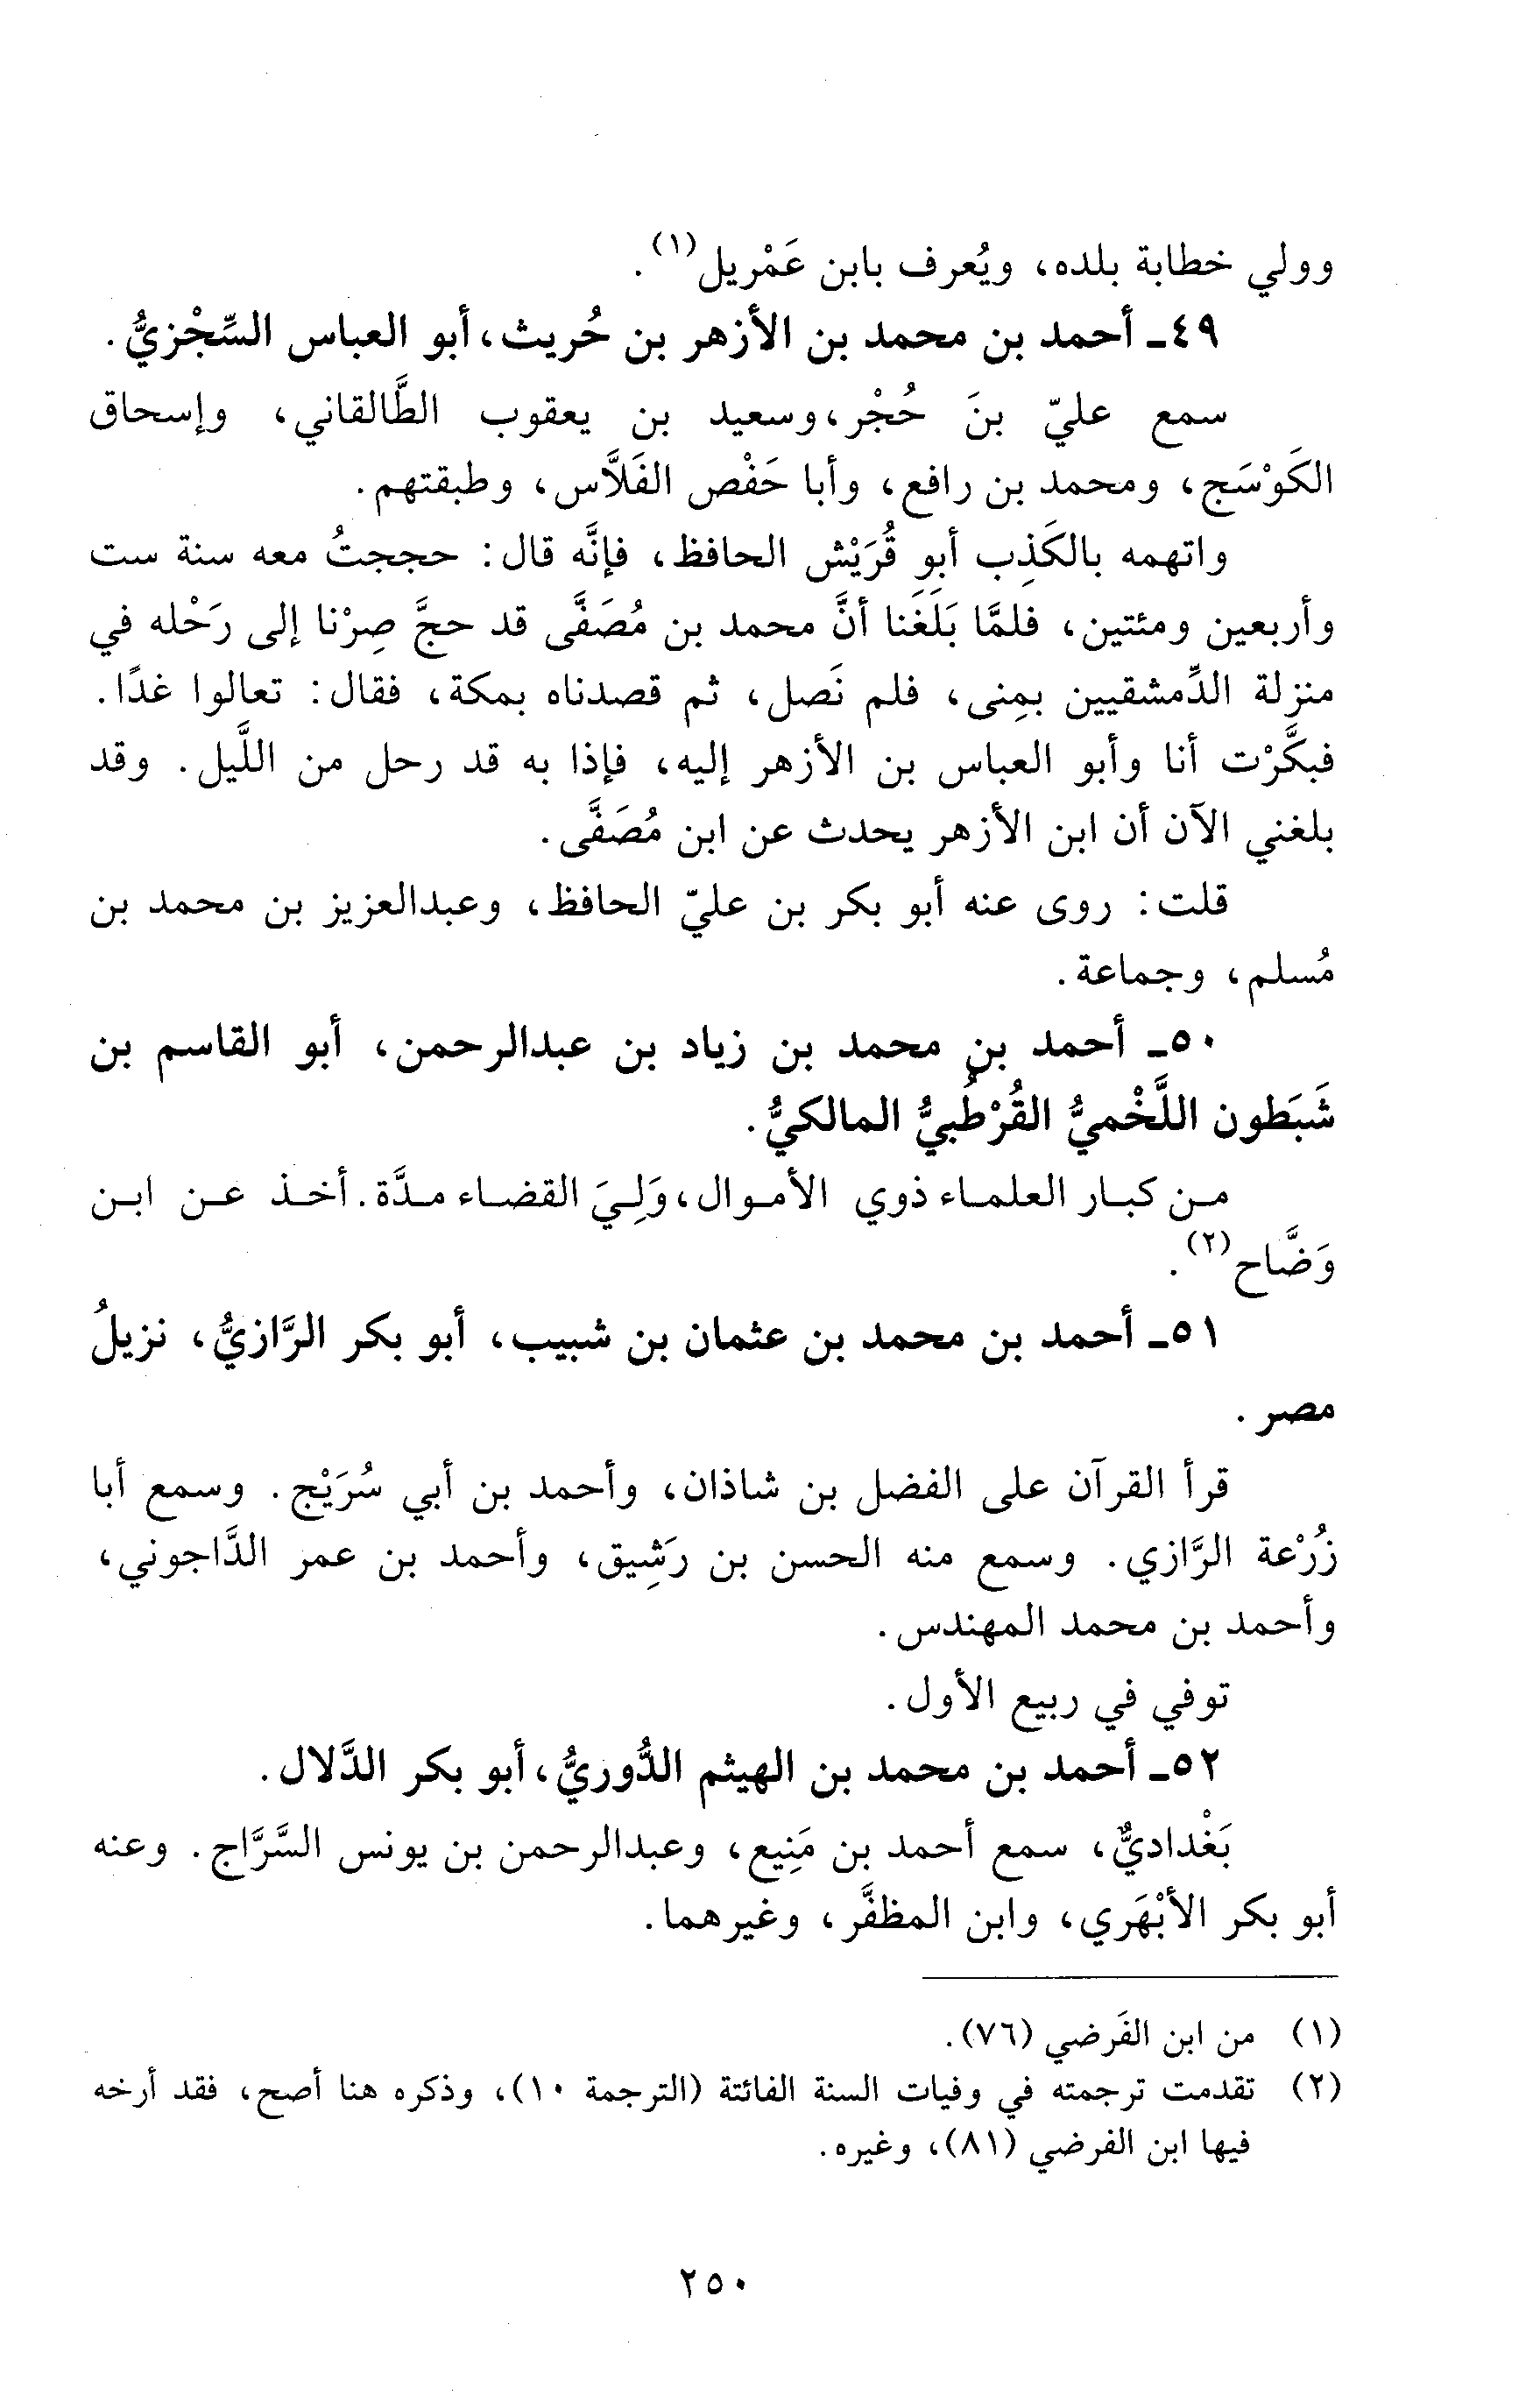 وولي خطابة بلده، ويُعرف بابن عَمْريل(١).
٤٩ـ أحمد بن محمد بن الأزهر بن حُريث، أبو العباس السِّجْزيُّ.
سمع عليّ بنَ حُجْر، وسعيد بن يعقوب الطَّالقاني، وإسحاق
الكَوْسَج، ومحمد بن رافع، وأبا حَفْص الفَلاَّس، وطبقتهم.
واتهمه بالكَذِب أبو قُرَيْش الحافظ، فإنَّه قال: حججتُ معه سنة ست
وأربعين ومئتين، فلمَّا بَلَغَنا أنَّ محمد بن مُصَفَّى قد حجَّ صِرْنا إلى رَحْله في
منزلة الدِّمشقيين بمِنى، فلم نَصل، ثم قصدناه بمكة، فقال: تعالوا غدًا.
فبكَّرْت أنا وأبو العباس بن الأزهر إليه، فإذا به قد رحل من اللَّيل. وقد
بلغني الآن أن ابن الأزهر يحدث عن ابن مُصَفَّى.
قلت: روى عنه أبو بكر بن عليّ الحافظ، وعبدالعزيز بن محمد بن
مُسلم، وجماعة.
٥٠ـ أحمد بن محمد بن زياد بن عبدالرحمن، أبو القاسم بن
شَبَطون اللَّخْميُّ القُرْطُبيُّ المالكيُّ.
من كبار العلماء ذوي الأموال، وَلِيَ القضاء مدَّة. أخذ عن ابن
وَضَّاح(٢).
٥١ـ أحمد بن محمد بن عثمان بن شبيب، أبو بكر الرَّازيُّ، نزيلُ
مصر.
قرأ القرآن على الفضل بن شاذان، وأحمد بن أبي سُرَيْج. وسمع أبا
زُرْعة الرَّازي. وسمع منه الحسن بن رَشِيق، وأحمد بن عمر الدَّاجوني،
وأحمد بن محمد المهندس.
توفي في ربيع الأول.
٥٢ـ أحمد بن محمد بن الهيثم الدُّوريُّ، أبو بكر الدَّلال.
بَغْداديٌّ، سمع أحمد بن مَنِيع، وعبدالرحمن بن يونس السَّرَّاج. وعنه
أبو بكر الأبْهَري، وابن المظفَّر، وغيرهما.
(١) من ابن الفَرضي (٧٦).
(٢) تقدمت ترجمته في وفيات السنة الفائتة (الترجمة ١٠)، وذكره هنا أصح، فقد أرخه
فيها ابن الفرضي (٨١)، وغيره.
٢٥٠